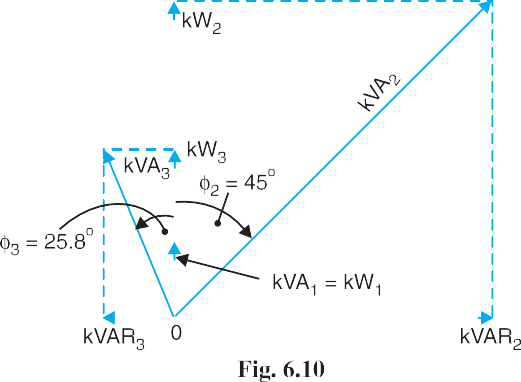 kW₂
kVA₂
kVA₃
kW₃
ϕ₂ = 45°
ϕ₃ = 25.8°
kVA₁ = kW₁
kVAR₃
0
kVAR₂
Fig. 6.10